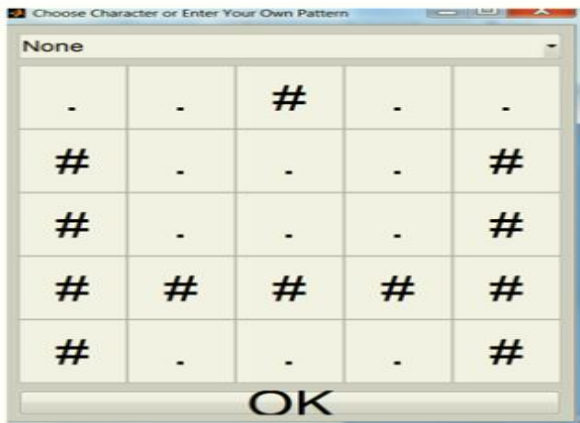 Choose Character or Enter Your Own Pattern
None
. . # . .
# . . . #
# . . . #
# # # # #
# . . . #
OK